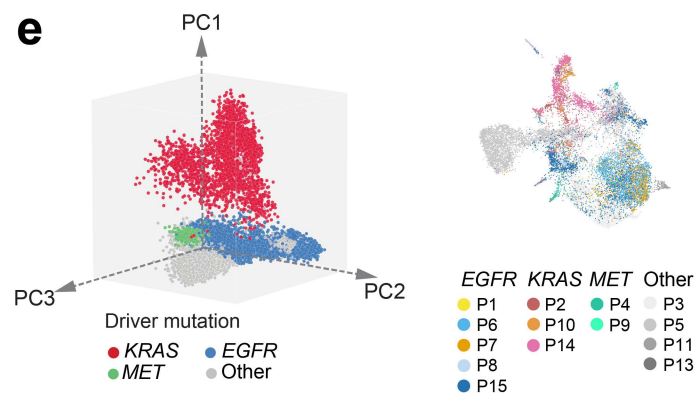 e
PC1
PC3
PC2
Driver mutation
KRAS EGFR
MET Other
EGFR KRAS MET Other
P1 P2 P4 P3
P6 P10 P9 P5
P7 P14 P11
P8 P13
P15